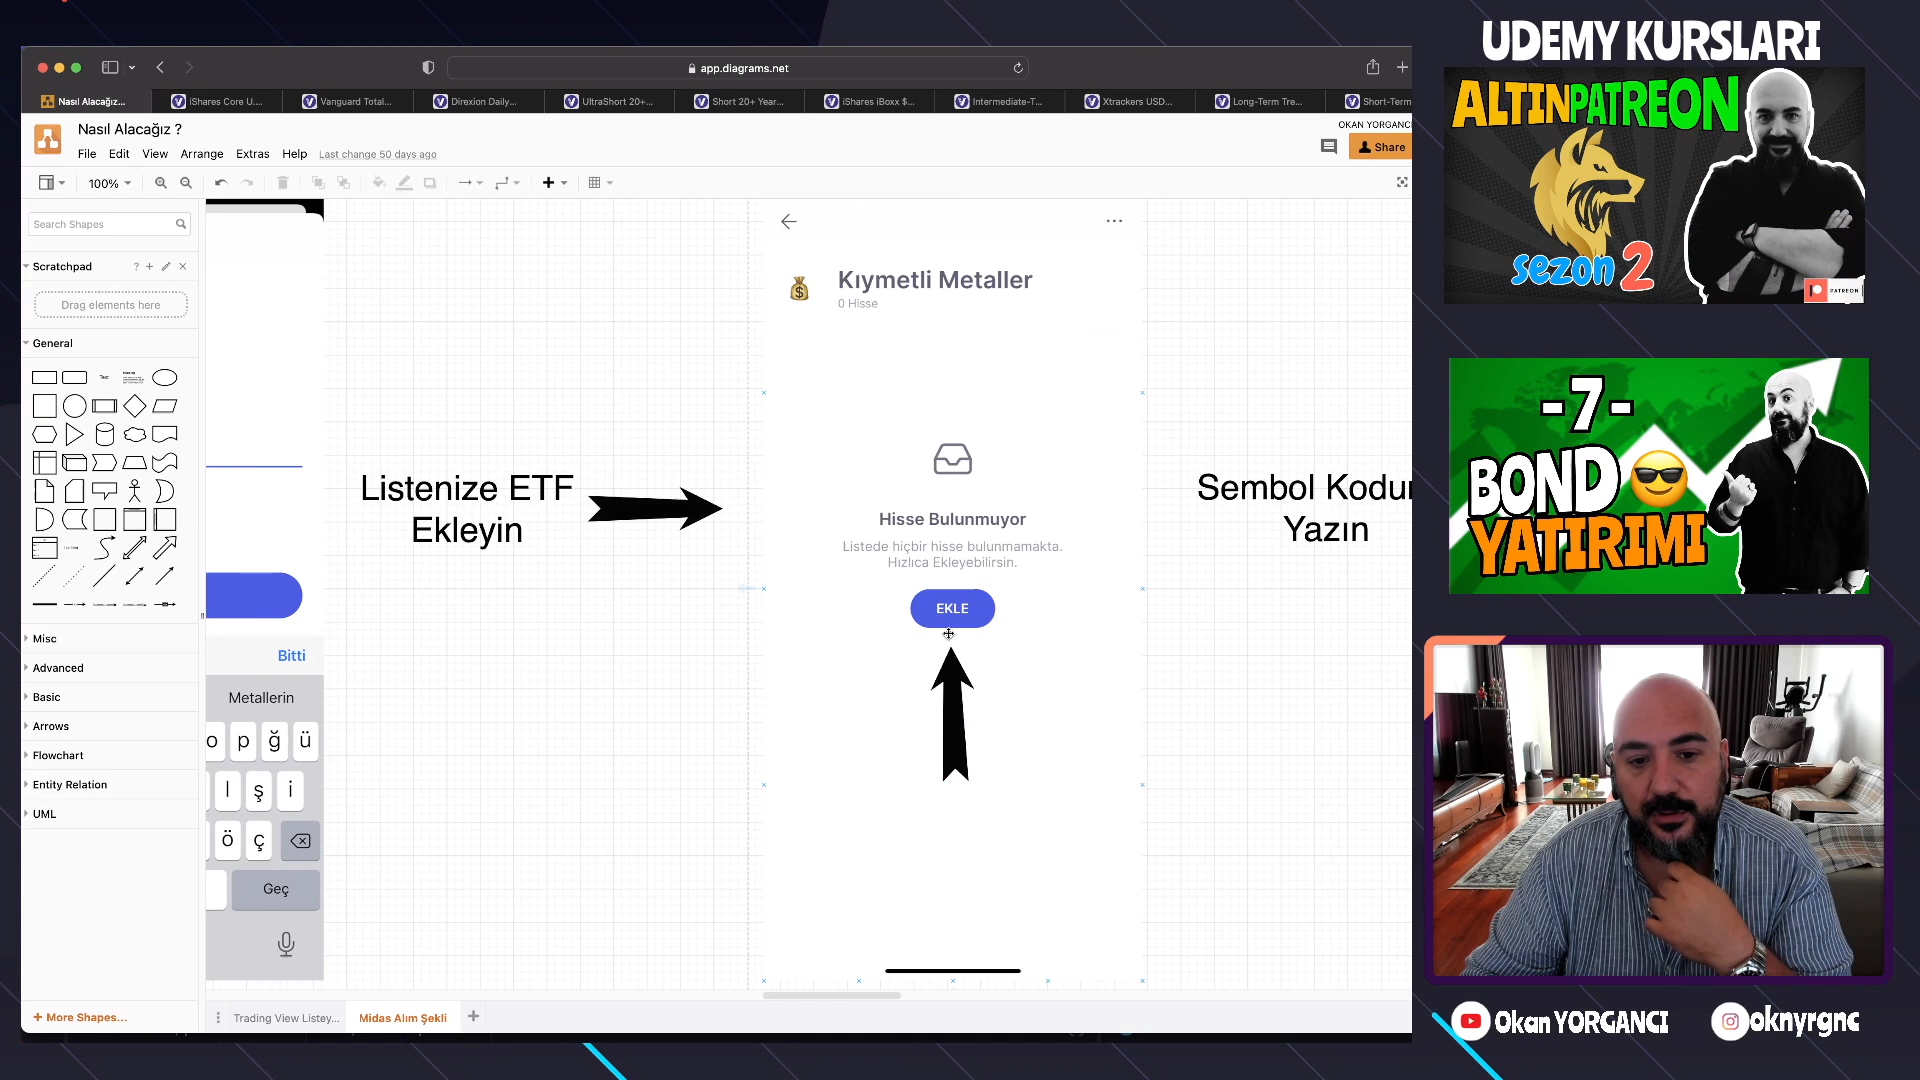 UDEMY KURSLARI
app.diagrams.net
Nasıl Alacağız...
iShares Core U....
Vanguard Total...
Direxion Daily...
UltraShort 20+...
Short 20+ Year...
iShares iBoxx $...
Intermediate-T...
Xtrackers USD...
Long-Term Tre...
Short-Term
Nasıl Alacağız ?
OKAN YORGANCI
File Edit View Arrange Extras Help Last change 50 days ago
Share
100%
Search Shapes
Scratchpad
?
Drag elements here
General
Text
Misc
Advanced
Basic
Arrows
Flowchart
Entity Relation
UML
+ More Shapes...
Bitti
Metallerin
o p ğ ü
l ş i
ö ç
Geç
Listenize ETF
Ekleyin
Kıymetli Metaller
0 Hisse
Hisse Bulunmuyor
Listede hiçbir hisse bulunmamakta.
Hızlıca Ekleyebilirsin.
EKLE
Sembol Kodu
Yazın
Trading View Listey...
Midas Alım Şekli
ALTINPATREON
sezon 2
PATREON
-7-
BOND
YATIRIMI
Okan YORGANCI
oknyrgnc